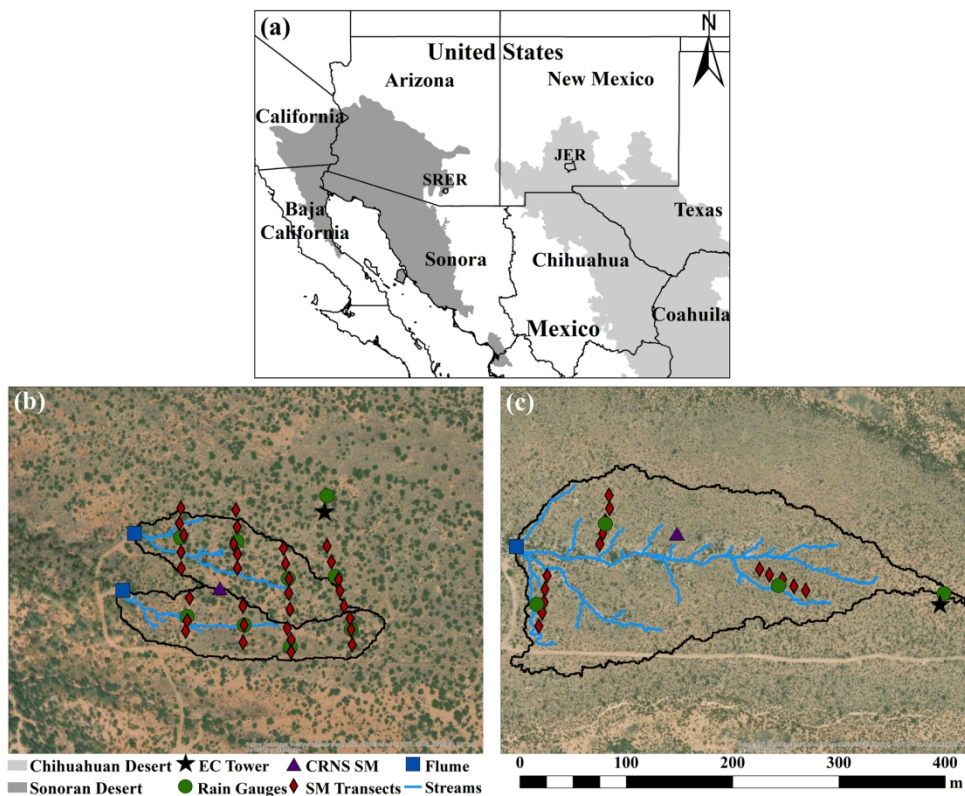 (a)
N
United States
Arizona
New Mexico
California
JER
SRER
Baja
California
Texas
Sonora
Chihuahua
Coahuila
Mexico
(b)
(c)
Chihuahuan Desert
EC Tower
CRNS SM
Flume
Sonoran Desert
Rain Gauges
SM Transects
Streams
0 100 200 300 400
m